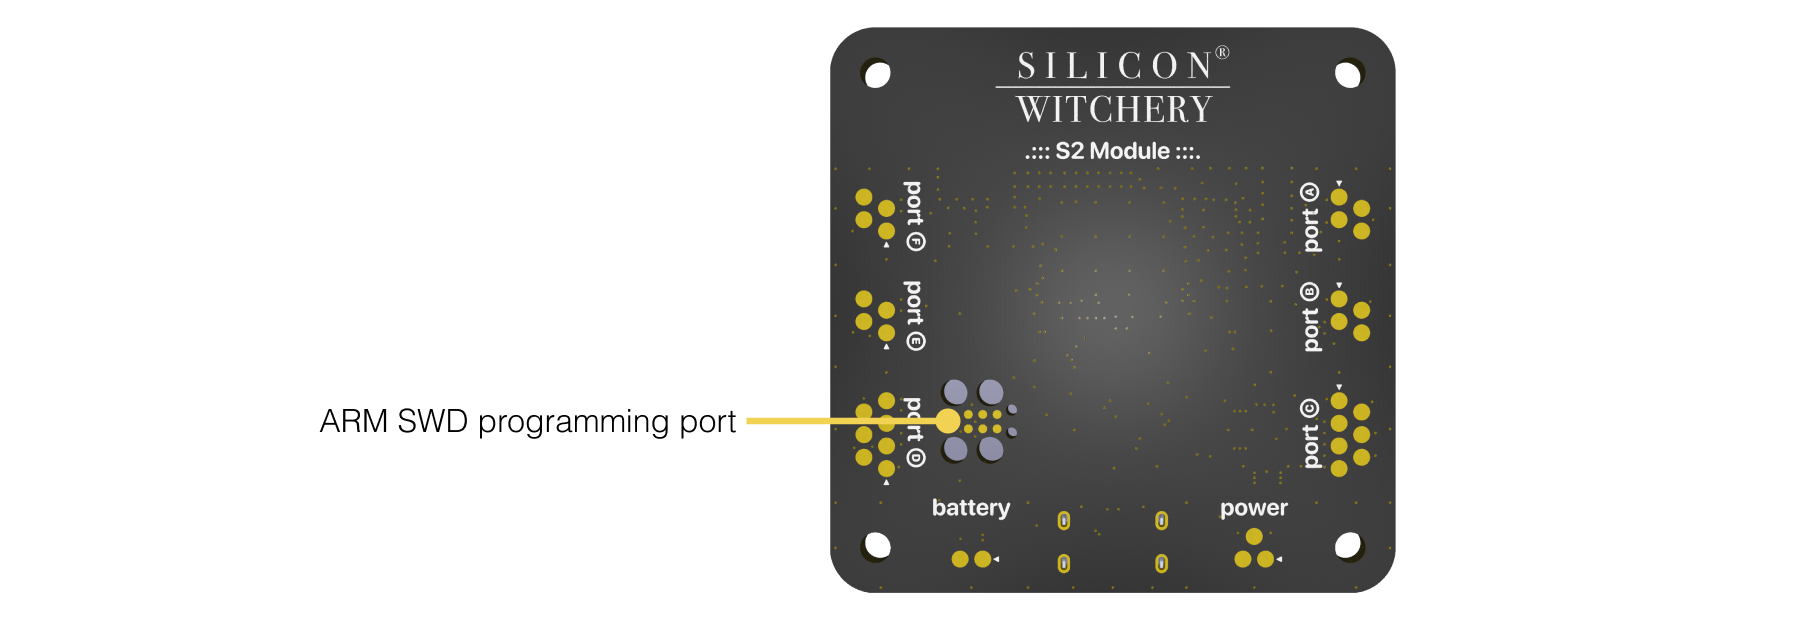 SILICON®
WITCHERY
.::: S2 Module :::.
port F
port A
port E
port B
ARM SWD programming port
port D
port C
battery
power